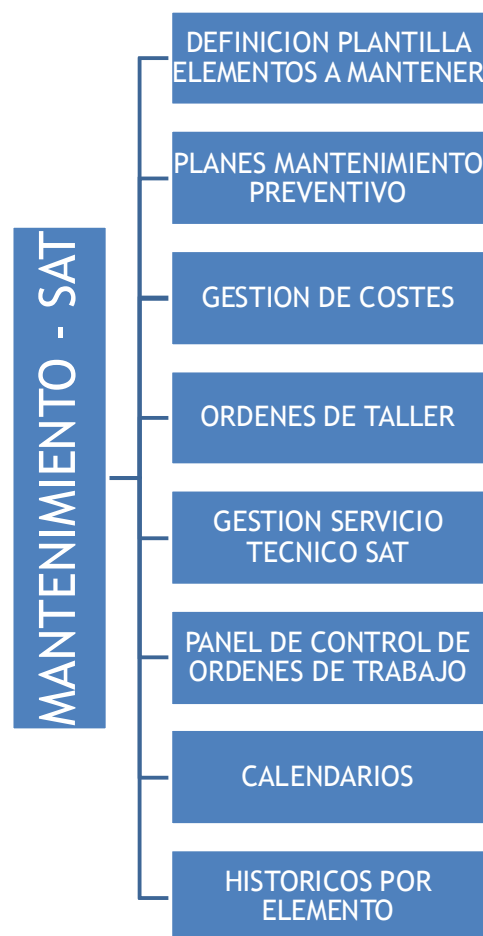 MANTENIMIENTO - SAT
DEFINICION PLANTILLA
ELEMENTOS A MANTENER
PLANES MANTENIMIENTO
PREVENTIVO
GESTION DE COSTES
ORDENES DE TALLER
GESTION SERVICIO
TECNICO SAT
PANEL DE CONTROL DE
ORDENES DE TRABAJO
CALENDARIOS
HISTORICOS POR
ELEMENTO